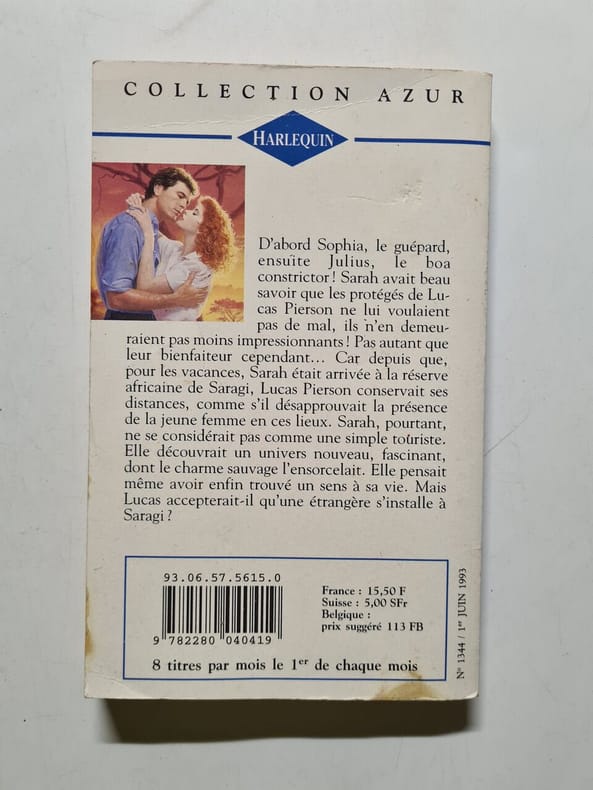 COLLECTION AZUR
HARLEQUIN
D'abord Sophia, le guépard,
ensuite Julius, le boa
constrictor ! Sarah avait beau
savoir que les protégés de Lu-
cas Pierson ne lui voulaient
pas de mal, ils n'en demeu-
raient pas moins impressionnants ! Pas autant que
leur bienfaiteur cependant... Car depuis que,
pour les vacances, Sarah était arrivée à la réserve
africaine de Saragi, Lucas Pierson conservait ses
distances, comme s'il désapprouvait la présence
de la jeune femme en ces lieux. Sarah, pourtant,
ne se considérait pas comme une simple touriste.
Elle découvrait un univers nouveau, fascinant,
dont le charme sauvage l'ensorcelait. Elle pensait
même avoir enfin trouvé un sens à sa vie. Mais
Lucas accepterait-il qu'une étrangère s'installe à
Saragi ?
93.06.57.5615.0
9 782280 040419
France : 15,50 F
Suisse : 5,00 SFr
Belgique :
prix suggéré 113 FB
8 titres par mois le 1er de chaque mois
N° 1344 / 1er JUIN 1993